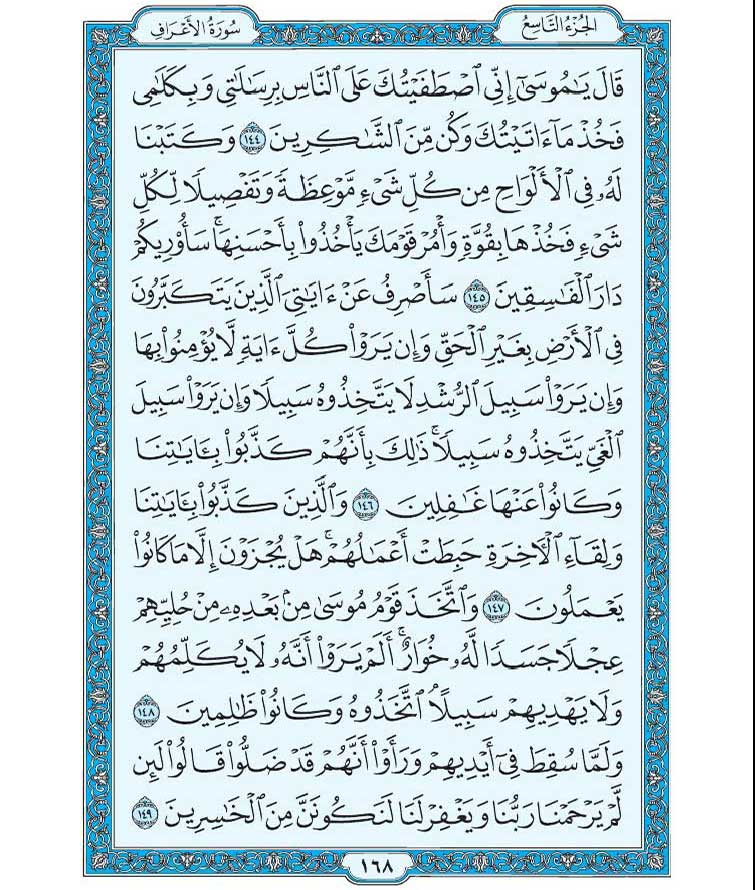 الجُزْءُ التَّاسِعُ
سُورَةُ الأَعْرَافِ
قَالَ يَٰمُوسَىٰٓ إِنِّي ٱصْطَفَيْتُكَ عَلَى ٱلنَّاسِ بِرِسَٰلَٰتِي وَبِكَلَٰمِي
فَخُذْ مَآ ءَاتَيْتُكَ وَكُن مِّنَ ٱلشَّٰكِرِينَ ١٤٤ وَكَتَبْنَا
لَهُۥ فِي ٱلْأَلْوَاحِ مِن كُلِّ شَيْءٍ مَّوْعِظَةً وَتَفْصِيلًا لِّكُلِّ
شَيْءٍ فَخُذْهَا بِقُوَّةٍ وَأْمُرْ قَوْمَكَ يَأْخُذُوا۟ بِأَحْسَنِهَا ۚ سَأُو۟رِيكُمْ
دَارَ ٱلْفَٰسِقِينَ ١٤٥ سَأَصْرِفُ عَنْ ءَايَٰتِيَ ٱلَّذِينَ يَتَكَبَّرُونَ
فِي ٱلْأَرْضِ بِغَيْرِ ٱلْحَقِّ وَإِن يَرَوْا۟ كُلَّ ءَايَةٍ لَّا يُؤْمِنُوا۟ بِهَا
وَإِن يَرَوْا۟ سَبِيلَ ٱلرُّشْدِ لَا يَتَّخِذُوهُ سَبِيلًا وَإِن يَرَوْا۟ سَبِيلَ
ٱلْغَيِّ يَتَّخِذُوهُ سَبِيلًا ۚ ذَٰلِكَ بِأَنَّهُمْ كَذَّبُوا۟ بِـَٔايَٰتِنَا
وَكَانُوا۟ عَنْهَا غَٰفِلِينَ ١٤٦ وَٱلَّذِينَ كَذَّبُوا۟ بِـَٔايَٰتِنَا
وَلِقَآءِ ٱلْءَاخِرَةِ حَبِطَتْ أَعْمَٰلُهُمْ ۚ هَلْ يُجْزَوْنَ إِلَّا مَا كَانُوا۟
يَعْمَلُونَ ١٤٧ وَٱتَّخَذَ قَوْمُ مُوسَىٰ مِنۢ بَعْدِهِۦ مِنْ حُلِيِّهِمْ
عِجْلًا جَسَدًا لَّهُۥ خُوَارٌ ۚ أَلَمْ يَرَوْا۟ أَنَّهُۥ لَا يُكَلِّمُهُمْ
وَلَا يَهْدِيهِمْ سَبِيلًا ۘ ٱتَّخَذُوهُ وَكَانُوا۟ ظَٰلِمِينَ ١٤٨
وَلَمَّا سُقِطَ فِيٓ أَيْدِيهِمْ وَرَأَوْا۟ أَنَّهُمْ قَدْ ضَلُّوا۟ قَالُوا۟ لَئِن
لَّمْ يَرْحَمْنَا رَبُّنَا وَيَغْفِرْ لَنَا لَنَكُونَنَّ مِنَ ٱلْخَٰسِرِينَ ١٤٩
١٦٨